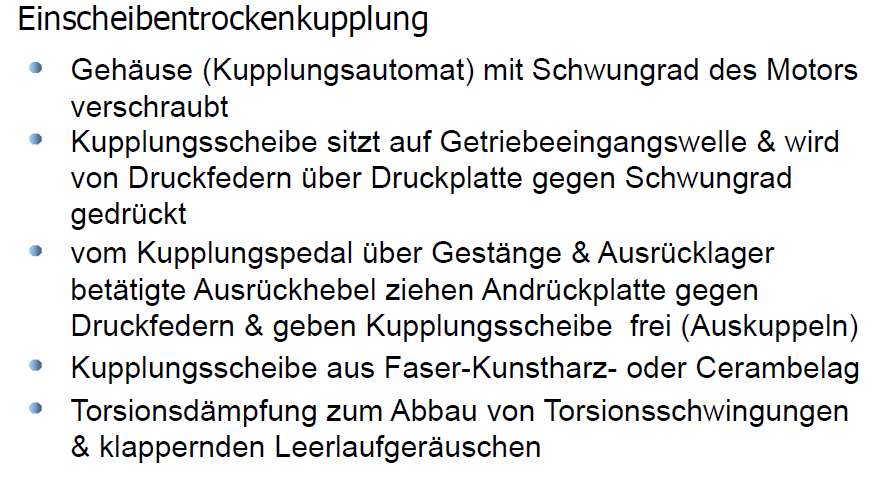 Einscheibentrockenkupplung
Gehäuse (Kupplungsautomat) mit Schwungrad des Motors
verschraubt
Kupplungsscheibe sitzt auf Getriebeeingangswelle & wird
von Druckfedern über Druckplatte gegen Schwungrad
gedrückt
vom Kupplungspedal über Gestänge & Ausrücklager
betätigte Ausrückhebel ziehen Andrückplatte gegen
Druckfedern & geben Kupplungsscheibe frei (Auskuppeln)
Kupplungsscheibe aus Faser-Kunstharz- oder Cerambelag
Torsionsdämpfung zum Abbau von Torsionsschwingungen
& klappernden Leerlaufgeräuschen